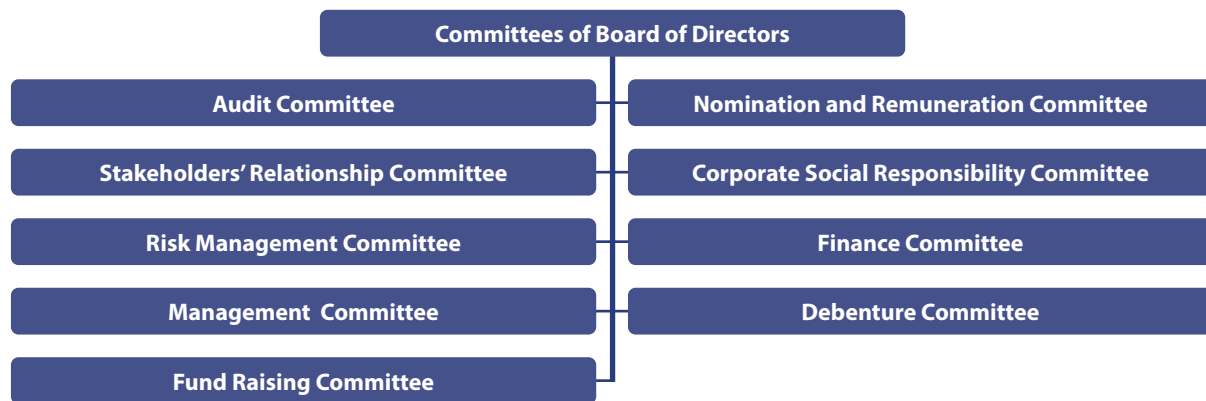 Committees of Board of Directors
Audit Committee
Nomination and Remuneration Committee
Stakeholders’ Relationship Committee
Corporate Social Responsibility Committee
Risk Management Committee
Finance Committee
Management Committee
Debenture Committee
Fund Raising Committee